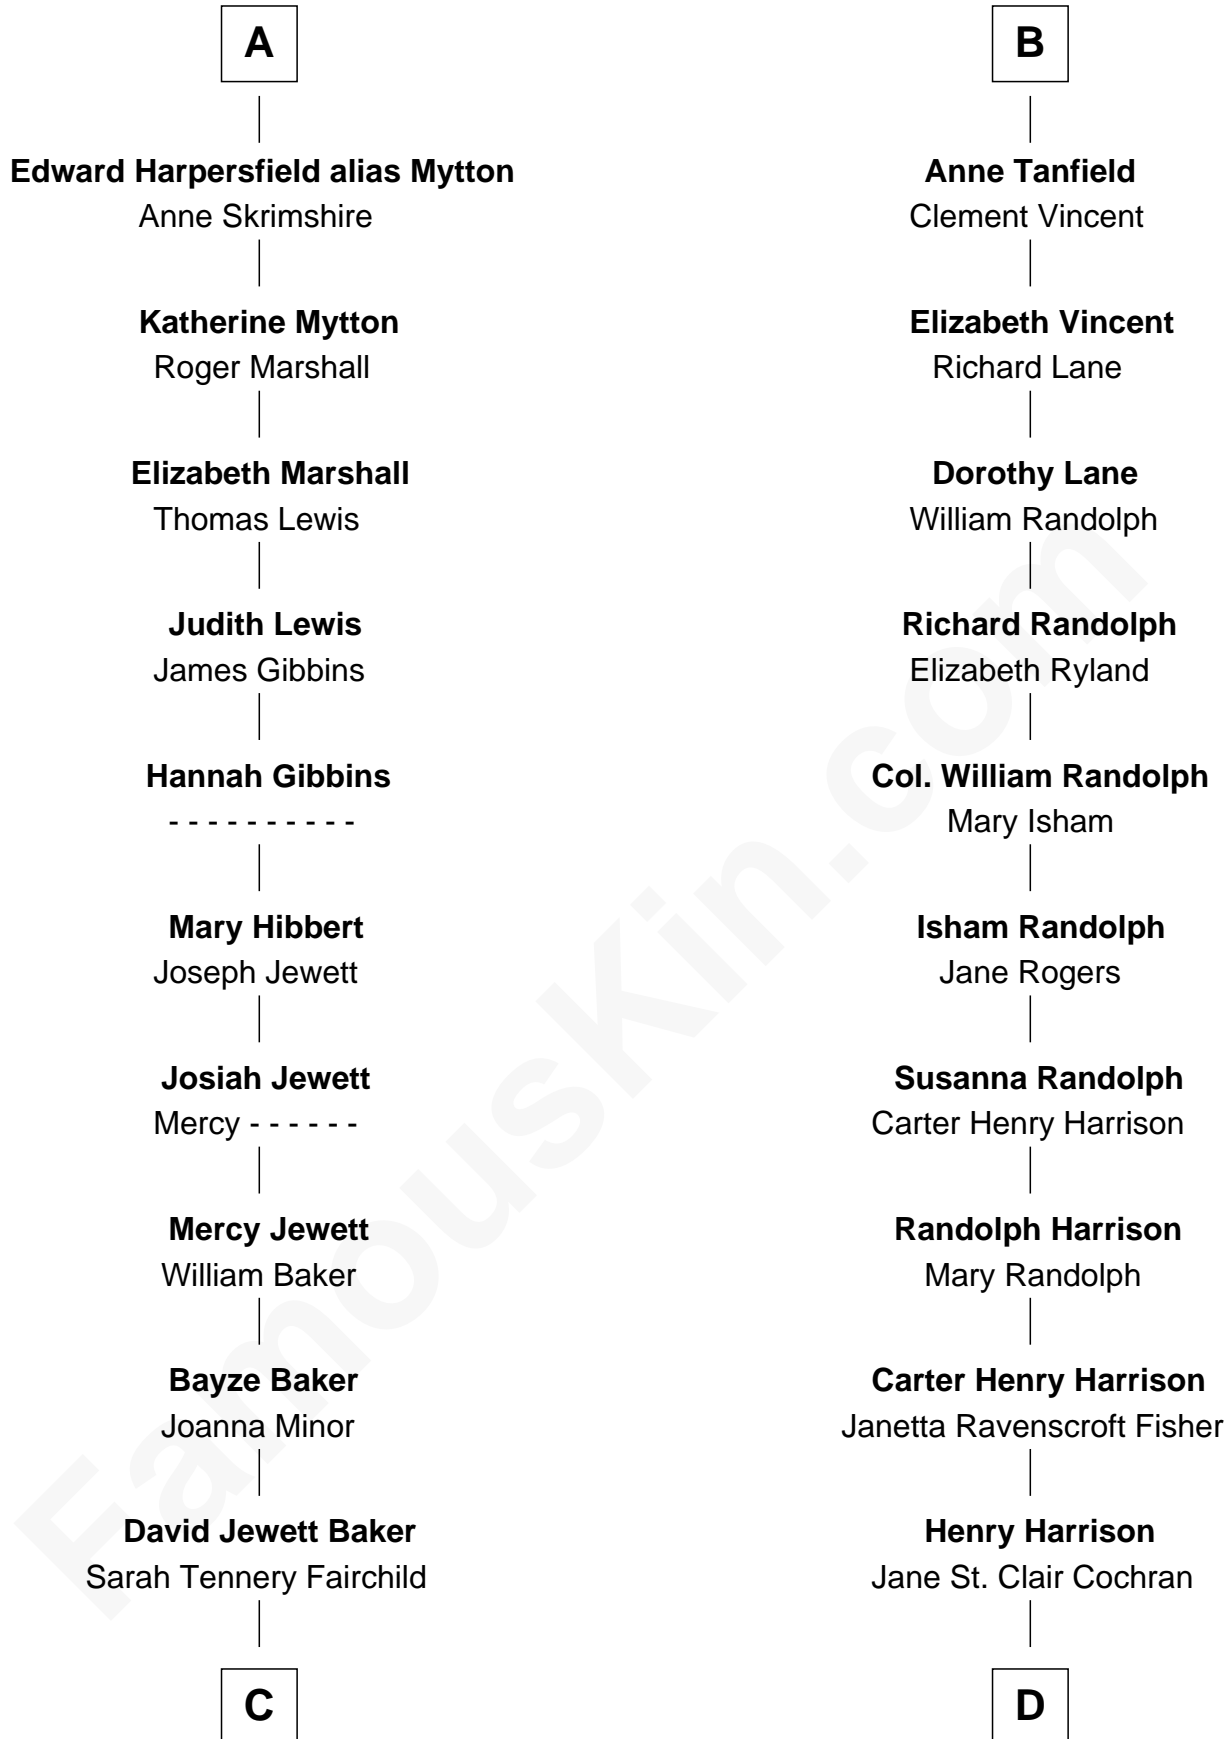 A
Edward Harpersfield alias Mytton
Anne Skrimshire
Katherine Mytton
Roger Marshall
Elizabeth Marshall
Thomas Lewis
Judith Lewis
James Gibbins
Hannah Gibbins
- - - - - - - - - -
Mary Hibbert
Joseph Jewett
Josiah Jewett
Mercy - - - - - -
Mercy Jewett
William Baker
Bayze Baker
Joanna Minor
David Jewett Baker
Sarah Tennery Fairchild
C
B
Anne Tanfield
Clement Vincent
Elizabeth Vincent
Richard Lane
Dorothy Lane
William Randolph
Richard Randolph
Elizabeth Ryland
Col. William Randolph
Mary Isham
Isham Randolph
Jane Rogers
Susanna Randolph
Carter Henry Harrison
Randolph Harrison
Mary Randolph
Carter Henry Harrison
Janetta Ravenscroft Fisher
Henry Harrison
Jane St. Clair Cochran
D
FamousKin.com